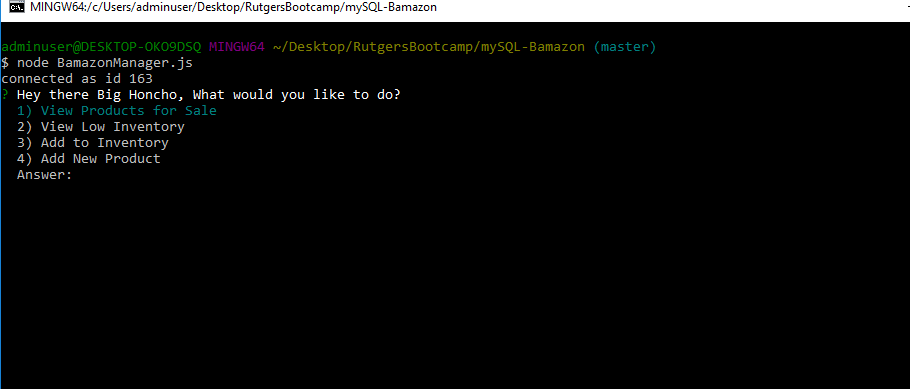 MINGW64:/c/Users/adminuser/Desktop/RutgersBootcamp/mySQL-Bamazon
adminuser@DESKTOP-OKO9DSQ MINGW64 ~/Desktop/RutgersBootcamp/mySQL-Bamazon (master)
$ node BamazonManager.js
connected as id 163
? Hey there Big Honcho, What would you like to do?
1) View Products for Sale
2) View Low Inventory
3) Add to Inventory
4) Add New Product
Answer: